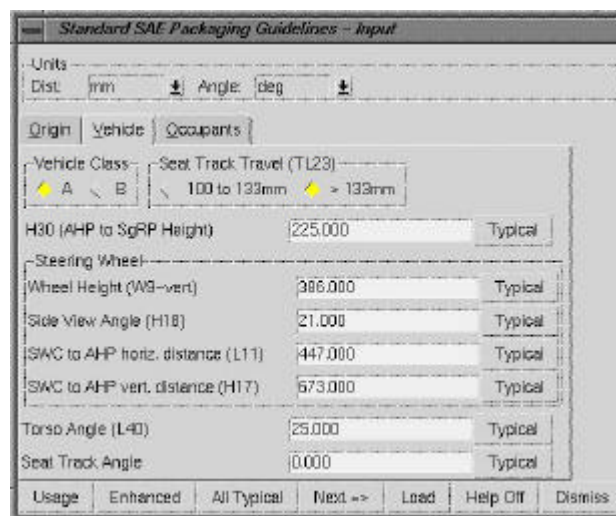 Standard SAE Packaging Guidelines - Input
Units
Dist: mm Angle: deg
Origin Vehicle Occupants
Vehicle Class Seat Track Travel (TL23)
A B 100 to 133mm > 133mm
H30 (AHP to SgRP Height) 225.000 Typical
Steering Wheel
Wheel Height (W9-vert) 386.000 Typical
Side View Angle (H18) 21.000 Typical
SWC to AHP horiz. distance (L11) 447.000 Typical
SWC to AHP vert. distance (H17) 673.000 Typical
Torso Angle (L40) 25.000 Typical
Seat Track Angle 0.000 Typical
Usage Enhanced All Typical Next => Load Help Off Dismiss